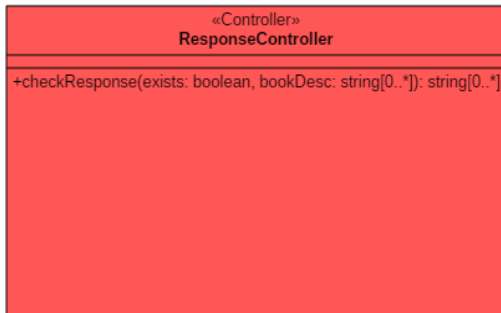 «Controller»
ResponseController
+checkResponse(exists: boolean, bookDesc: string[0..*]): string[0..*]